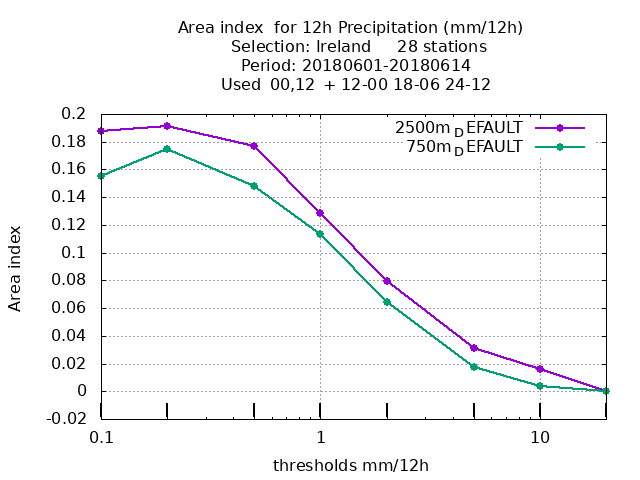 Area index  for 12h Precipitation (mm/12h)
Selection: Ireland     28 stations
Period: 20180601-20180614
Used  00,12  + 12-00 18-06 24-12
0.2
0.18
0.16
0.14
0.12
0.1
0.08
0.06
0.04
0.02
0
-0.02
Area index
2500m_DEFAULT
750m_DEFAULT
0.1
1
10
thresholds mm/12h